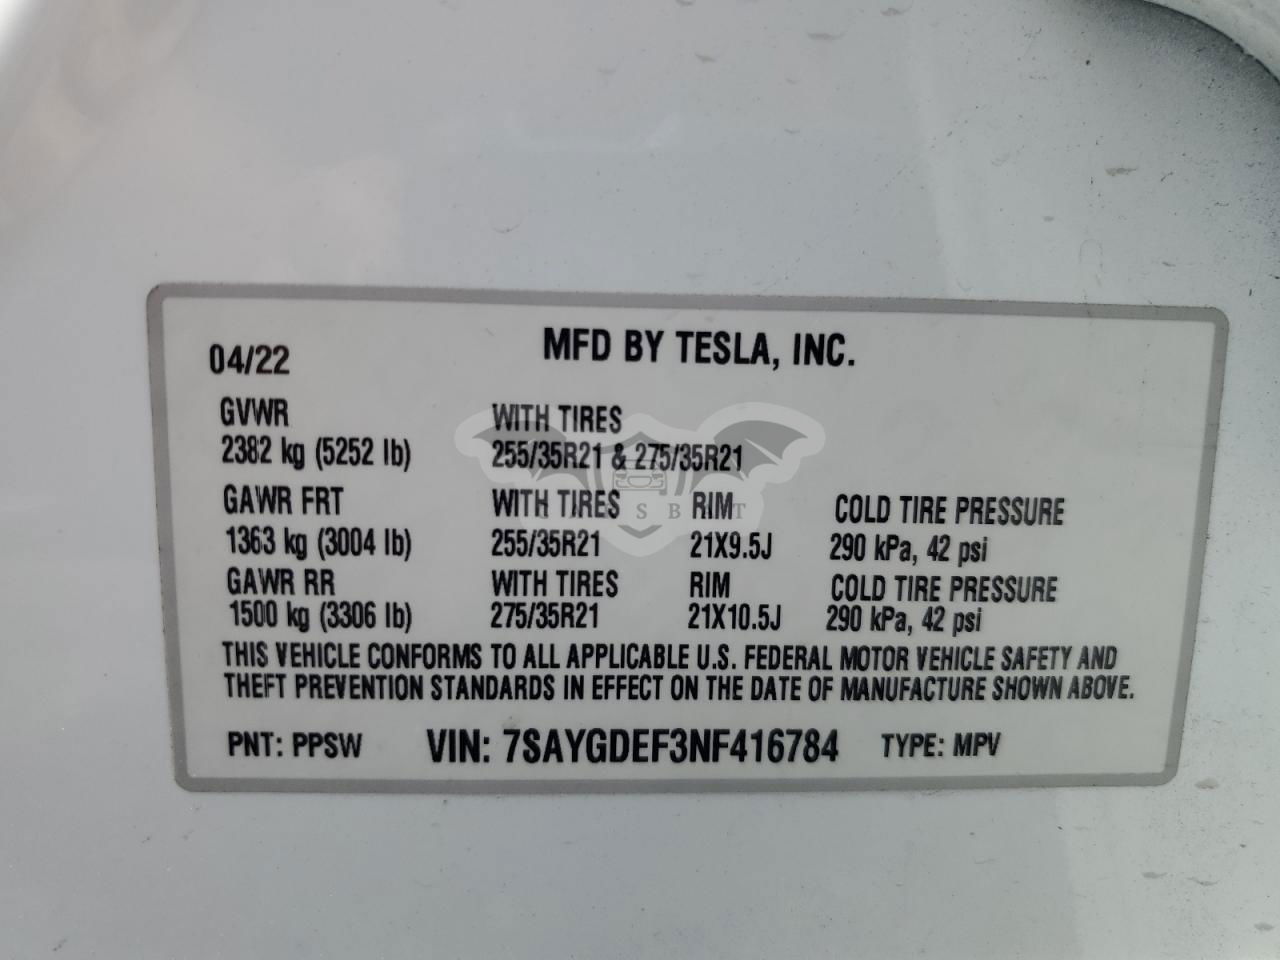 04/22 MFD BY TESLA, INC.
GVWR WITH TIRES
2382 kg (5252 lb) 255/35R21 & 275/35R21
GAWR FRT WITH TIRES RIM COLD TIRE PRESSURE
1363 kg (3004 lb) 255/35R21 21X9.5J 290 kPa, 42 psi
GAWR RR WITH TIRES RIM COLD TIRE PRESSURE
1500 kg (3306 lb) 275/35R21 21X10.5J 290 kPa, 42 psi
THIS VEHICLE CONFORMS TO ALL APPLICABLE U.S. FEDERAL MOTOR VEHICLE SAFETY AND
THEFT PREVENTION STANDARDS IN EFFECT ON THE DATE OF MANUFACTURE SHOWN ABOVE.
PNT: PPSW VIN: 7SAYGDEF3NF416784 TYPE: MPV